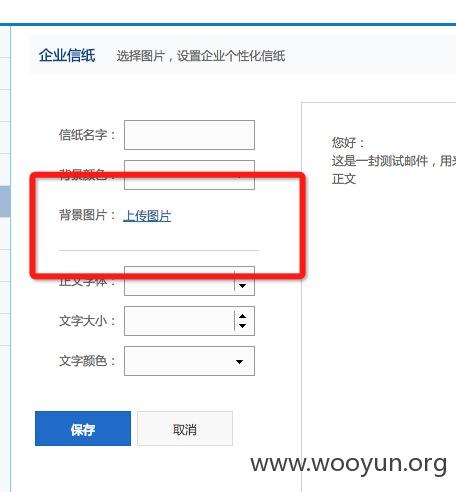 企业信纸 选择图片，设置企业个性化信纸
信纸名字：
背景颜色：
背景图片： 上传图片
正文字体：
文字大小：
文字颜色：
保存 取消
您好：
这是一封测试邮件，用来
正文
www.wooyun.org